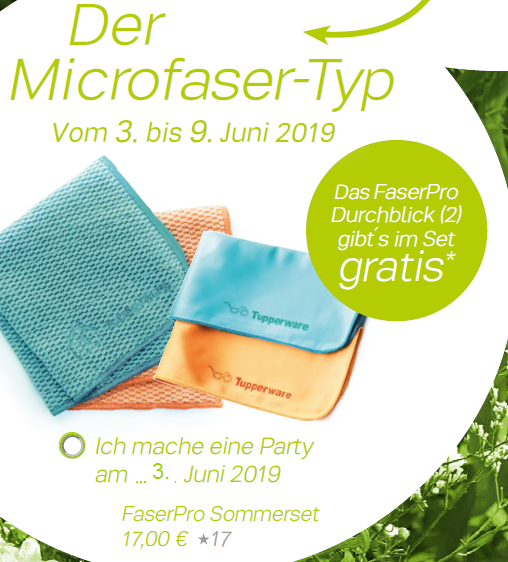 Der
Microfaser-Typ
Vom 3. bis 9. Juni 2019
Das FaserPro
Durchblick (2)
gibt´s im Set
gratis*
Tupperware
Tupperware
Ich mache eine Party
am ... 3. . Juni 2019
FaserPro Sommerset
17,00 € ★17